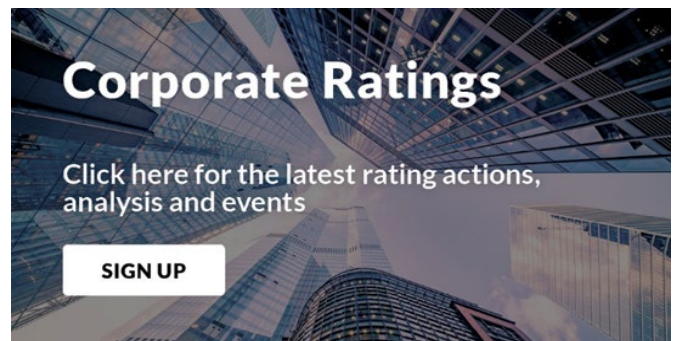 Corporate Ratings
Click here for the latest rating actions,
analysis and events
SIGN UP